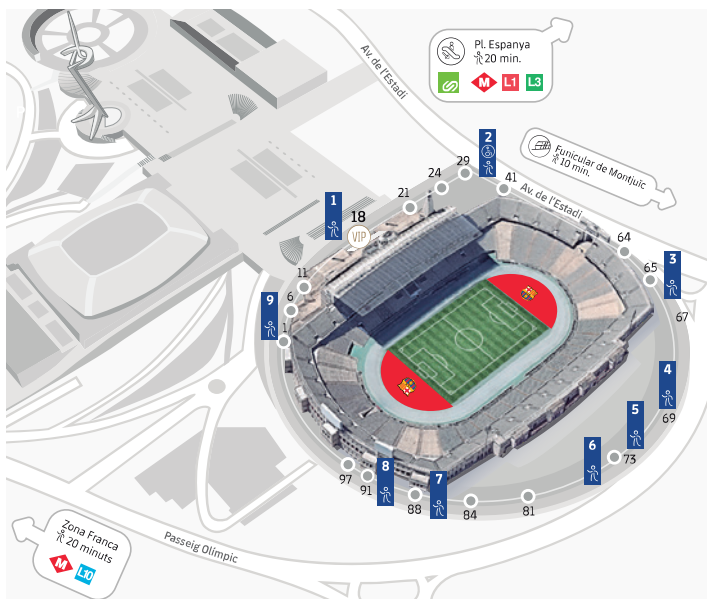 Av. de l'Estadi
Pl. Espanya
20 min.
M L1 L3
Funicular de Montjuïc
10 min.
Av. de l'Estadi
2
29
24
41
21
1
18
VIP
64
3
65
67
11
9
6
1
4
69
5
6
73
97
8
91
7
88
84
81
Zona Franca
20 minuts
M L10
Passeig Olímpic